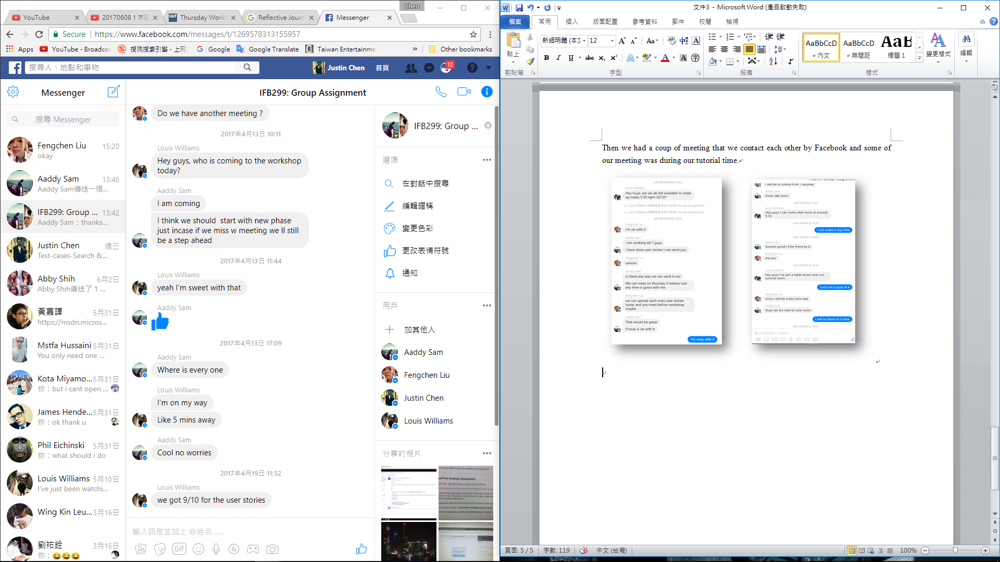 Chen
YouTube
20170608 1 木
Thursday Works
Reflective Journ
Messenger
Secure
https://www.facebook.com/messages/t/1269578313155957
Apps
YouTube - Broadcas
搜狗搜索引擎 - 上网
Google
Google Translate
Taiwan Entertainme
»
Other bookmarks
搜尋人、地點和事物
Justin Chen
首頁
12
Messenger
IFB299: Group Assignment
搜尋 Messenger
Fengchen Liu 15:20
okay
Aaddy Sam 13:48
Aaddy Sam傳送一張...
IFB299: Group ... 13:42
Aaddy Sam：thanks...
Justin Chen 週三
Test-cases-Search &...
Abby Shih 6月2日
Abby Shih傳送了 1 ...
黃嘉譯 5月31日
https://msdn.micros...
Mstfa Hussaini 5月31日
You only need one ...
Kota Miyamo... 5月31日
你：but i cant open ...
James Hende... 5月31日
你：ok thank u
Phil Eichinski 5月31日
你：what should i do
Louis Williams 5月10日
I've just been watchi...
Wing Kin Leu... 3月16日
劉祐銓 3月16日
你：😂😂😂
Do we have another meeting ?
2017年4月13日 10:11
Louis Williams
Hey guys, who is coming to the workshop
today?
Aaddy Sam
I am coming
I think we should  start with new phase
just incase if we miss w meeting we ll still
be a step ahead
2017年4月13日 11:44
Louis Williams
yeah I'm sweet with that
Aaddy Sam
2017年4月13日 17:09
Aaddy Sam
Where is every one
Louis Williams
I'm on my way
Like 5 mins away
Aaddy Sam
Cool no worries
2017年4月19日 11:32
Louis Williams
we got 9/10 for the user stories
輸入訊息並加上 @姓名......
GIF
IFB299: Group ...
選項
在對話中搜尋
編輯暱稱
變更色彩
更改表情符號
通知
用戶
加其他人
Aaddy Sam
Fengchen Liu
Justin Chen
Louis Williams
分享的相片
文件3 - Microsoft Word (產品啟動失敗)
檔案 常用 插入 版面配置 參考資料 郵件 校閱 檢視
貼上
剪貼簿
新細明體 (本文 12
字型
段落
AaBbCcD
內文
AaBbCcD
無間距
AaB
標題 1
變更樣式
樣式
編輯
Then we had a coup of meeting that we contact each other by Facebook and some of
our meeting was during our tutorial time.
2017年3月20日 11:52
Louis Williams
Hey Guys, are we all still available to meet
up today 5.30-6pm Q218?
Louis Williams 將群組命名為 IFB299: Group Assingment
Louis Williams 將群組命名為 IFB299: Group Assignment
2017年3月20日 13:31
Fengchen Liu
I'm ok with it
Aaddy Sam
I am working till 7 guys
I have done user stories i can send you
Fengchen Liu
ummm
Aaddy Sam
Is there any way we can work it out
We can meet on thursday if before tute
any time is good with me
Fengchen Liu
we can upload each ones user stories
today and yea meet before workshop
maybe
Aaddy Sam
That would be great
If louis is ok with it
I'm okay with it
i will be at school from 3 anyway
Aaddy Sam
Done talk tomz
2017年4月3日 7:33
Louis Williams
Hey guys I can come after work at around
5.30
2017年4月3日 10:17
I can make it any time
2017年4月3日 13:05
Aaddy Sam
Sounds good i ll be there by 6
Fengchen Liu
me too
2017年4月3日 17:10
Louis Williams
hey guys I've got a table down near our
tutorial room
Cool see u guys at 6
Fengchen Liu
sorry i will be a few mins late
Aaddy Sam
Guys we are next to tute room
I will be there in 5 mins
頁面: 5 / 5 字數: 119 中文 (台灣) 100%